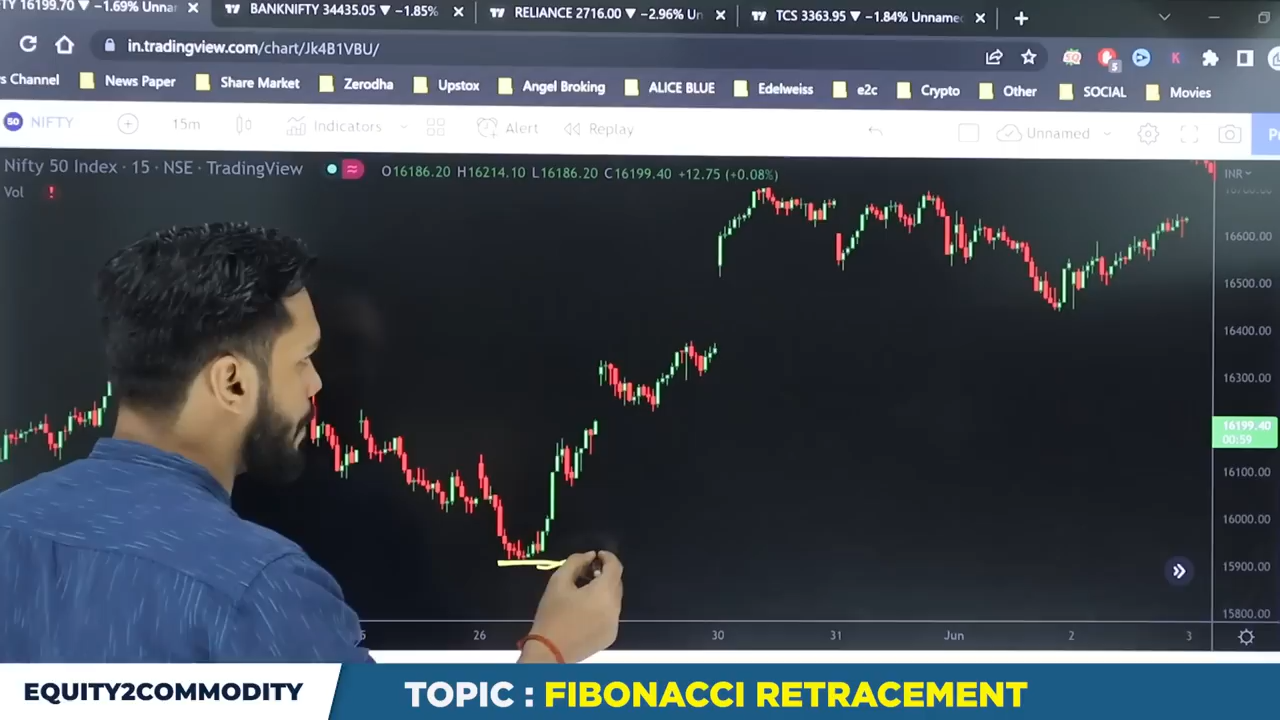 TY 16199.70 ▼ −1.69% Unnar
BANKNIFTY 34435.05 ▼ −1.85%
RELIANCE 2716.00 ▼ −2.96% Un
TCS 3363.95 ▼ −1.84% Unname
in.tradingview.com/chart/Jk4B1VBU/
s Channel
News Paper
Share Market
Zerodha
Upstox
Angel Broking
ALICE BLUE
Edelweiss
e2c
Crypto
Other
SOCIAL
Movies
50 NIFTY
15m
Indicators
Alert
Replay
Unnamed
Nifty 50 Index · 15 · NSE · TradingView
O16186.20 H16214.10 L16186.20 C16199.40 +12.75 (+0.08%)
INR
Vol
16600.00
16500.00
16400.00
16300.00
16199.40
00:59
16100.00
16000.00
15900.00
15800.00
26
30
31
Jun
2
3
EQUITY2COMMODITY
TOPIC : FIBONACCI RETRACEMENT